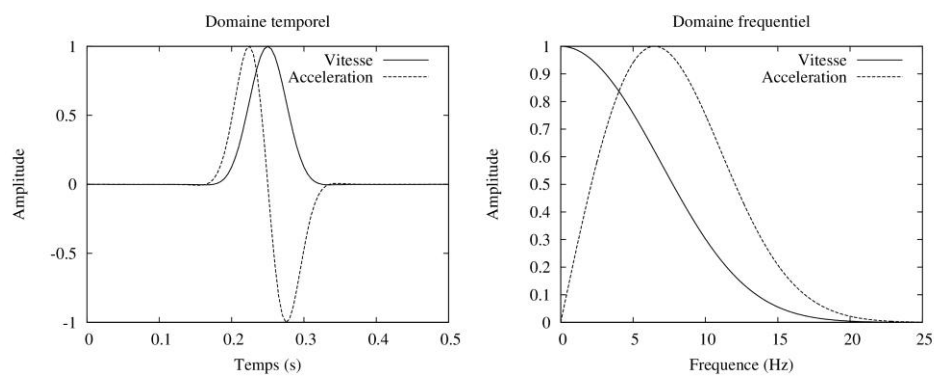 Domaine temporel
1
0.5
0
-0.5
-1
Amplitude
Vitesse
Acceleration
0 0.1 0.2 0.3 0.4 0.5
Temps (s)
Domaine frequentiel
1
0.9
0.8
0.7
0.6
0.5
0.4
0.3
0.2
0.1
0
Amplitude
Vitesse
Acceleration
0 5 10 15 20 25
Frequence (Hz)